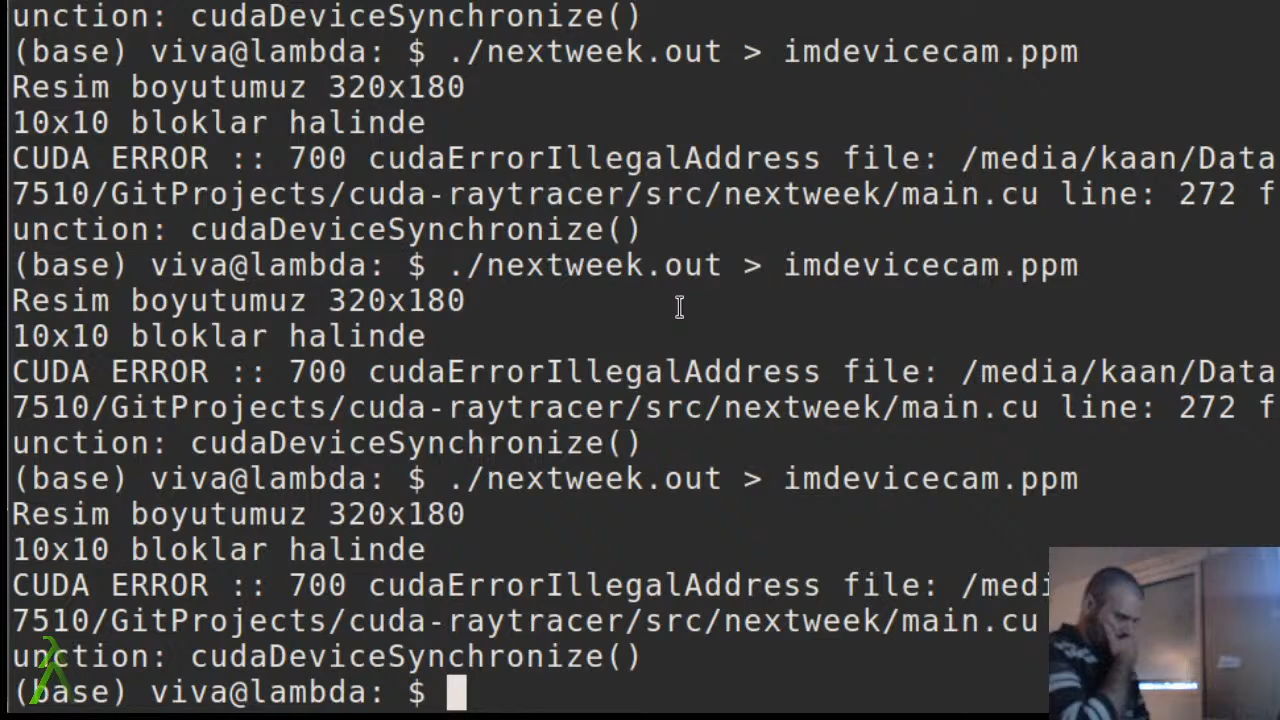 unction: cudaDeviceSynchronize()
(base) viva@lambda: $ ./nextweek.out > imdevicecam.ppm
Resim boyutumuz 320x180
10x10 bloklar halinde
CUDA ERROR :: 700 cudaErrorIllegalAddress file: /media/kaan/Data
7510/GitProjects/cuda-raytracer/src/nextweek/main.cu line: 272 f
unction: cudaDeviceSynchronize()
(base) viva@lambda: $ ./nextweek.out > imdevicecam.ppm
Resim boyutumuz 320x180
10x10 bloklar halinde
CUDA ERROR :: 700 cudaErrorIllegalAddress file: /media/kaan/Data
7510/GitProjects/cuda-raytracer/src/nextweek/main.cu line: 272 f
unction: cudaDeviceSynchronize()
(base) viva@lambda: $ ./nextweek.out > imdevicecam.ppm
Resim boyutumuz 320x180
10x10 bloklar halinde
CUDA ERROR :: 700 cudaErrorIllegalAddress file: /medi
7510/GitProjects/cuda-raytracer/src/nextweek/main.cu
unction: cudaDeviceSynchronize()
(base) viva@lambda: $
λ